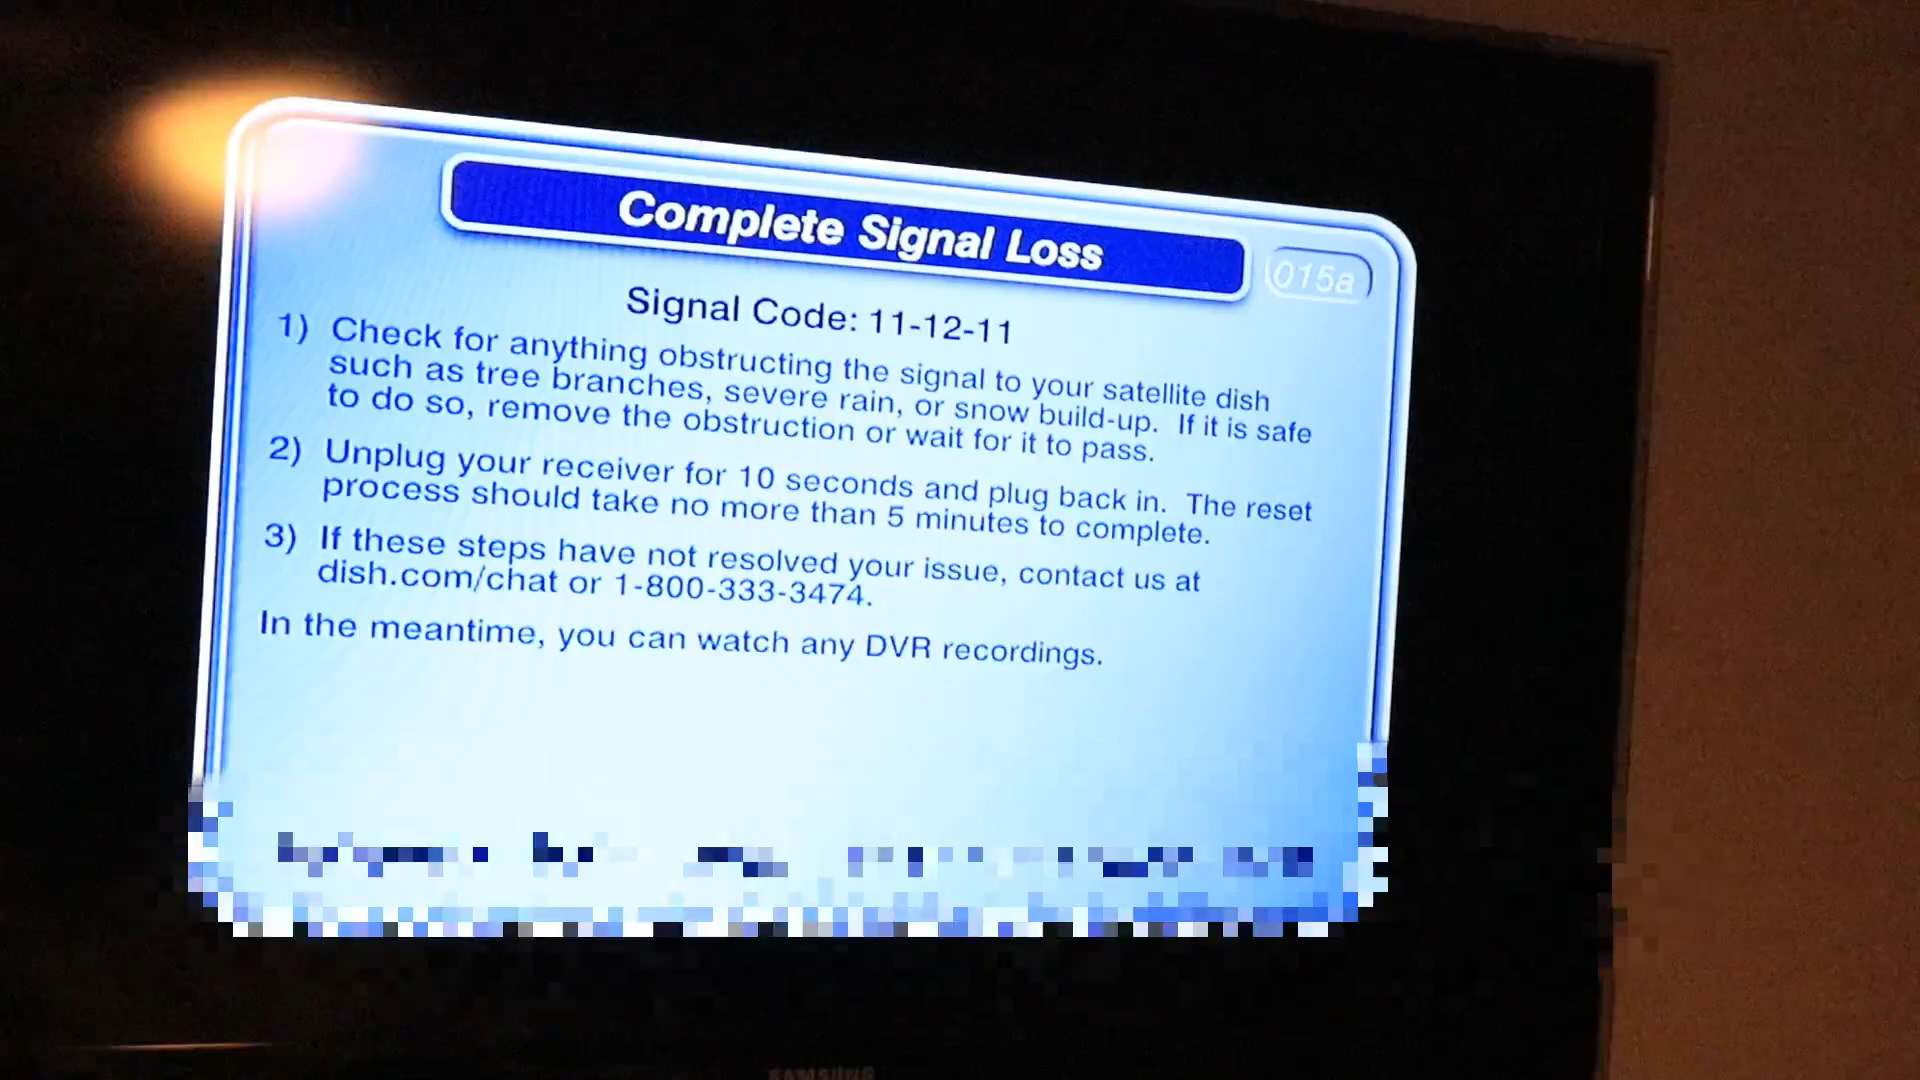 Complete Signal Loss
015a
Signal Code: 11-12-11
1) Check for anything obstructing the signal to your satellite dish
such as tree branches, severe rain, or snow build-up. If it is safe
to do so, remove the obstruction or wait for it to pass.
2) Unplug your receiver for 10 seconds and plug back in. The reset
process should take no more than 5 minutes to complete.
3) If these steps have not resolved your issue, contact us at
dish.com/chat or 1-800-333-3474.
In the meantime, you can watch any DVR recordings.
SAMSUNG